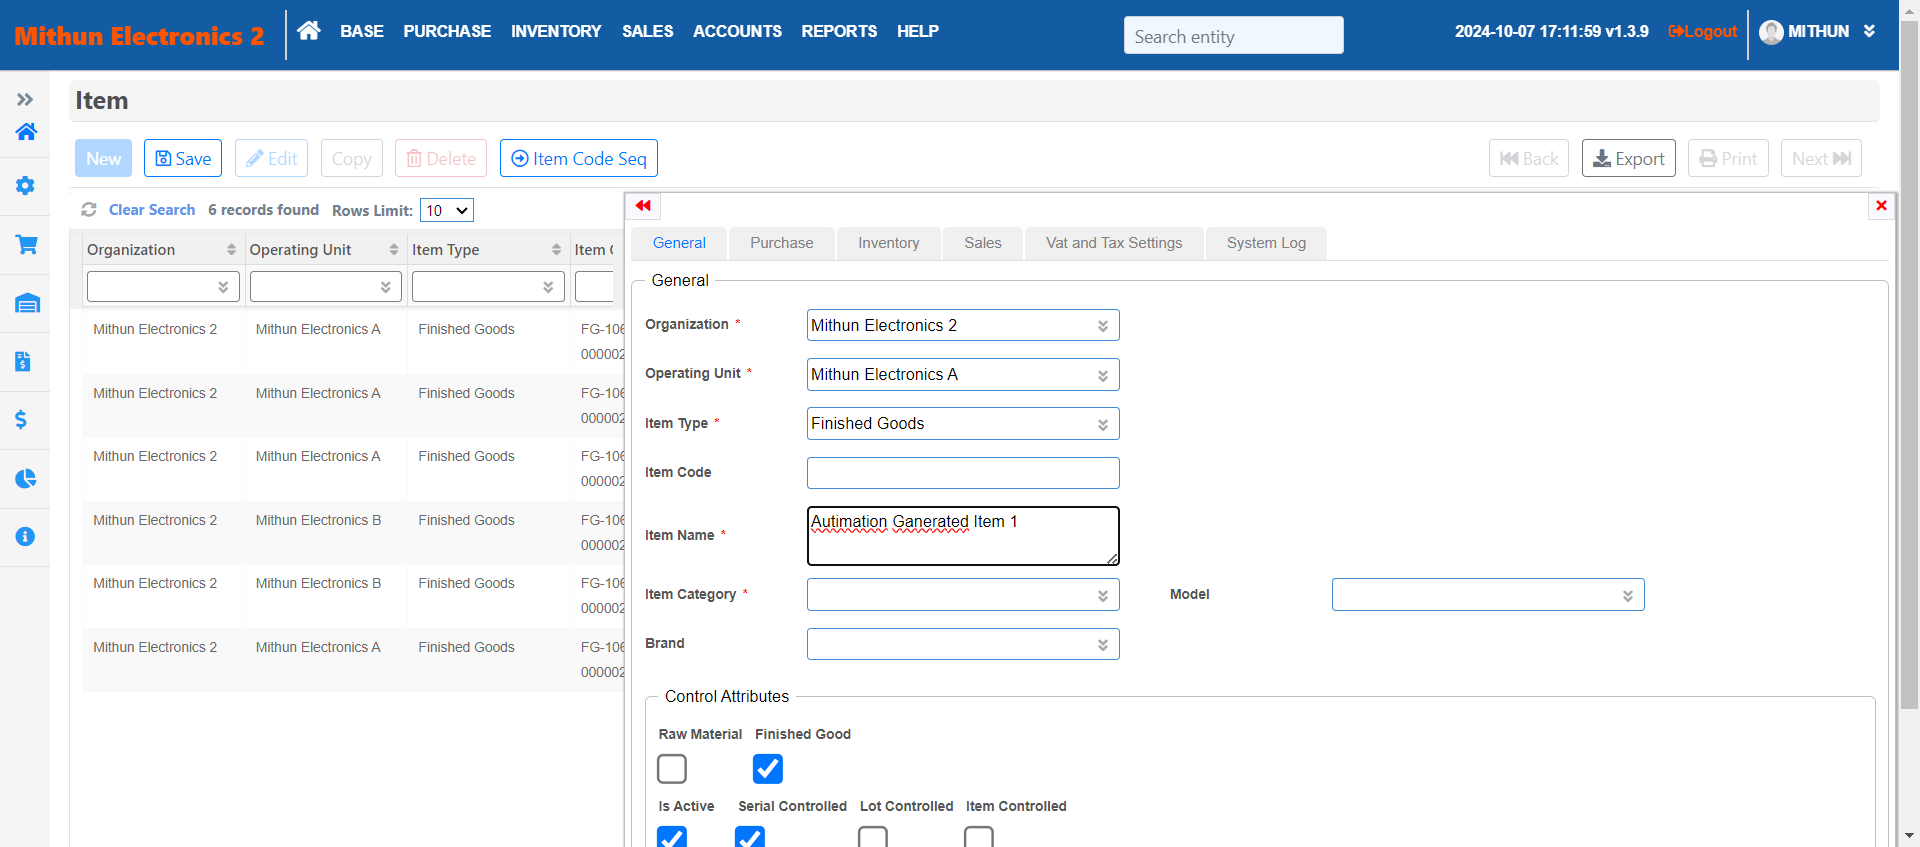 Mithun Electronics 2
BASE PURCHASE INVENTORY SALES ACCOUNTS REPORTS HELP
Search entity
2024-10-07 17:11:59 v1.3.9 Logout MITHUN
Item
New Save Edit Copy Delete Item Code Seq
Back Export Print Next
Clear Search 6 records found Rows Limit: 10
Organization Operating Unit Item Type Item
Mithun Electronics 2 Mithun Electronics A Finished Goods FG-106
000002
Mithun Electronics 2 Mithun Electronics A Finished Goods FG-106
000002
Mithun Electronics 2 Mithun Electronics A Finished Goods FG-106
000002
Mithun Electronics 2 Mithun Electronics B Finished Goods FG-106
000002
Mithun Electronics 2 Mithun Electronics B Finished Goods FG-106
000002
Mithun Electronics 2 Mithun Electronics A Finished Goods FG-106
000002
General Purchase Inventory Sales Vat and Tax Settings System Log
General
Organization * Mithun Electronics 2
Operating Unit * Mithun Electronics A
Item Type * Finished Goods
Item Code
Item Name * Autimation Ganerated Item 1
Item Category * Model
Brand
Control Attributes
Raw Material Finished Good
Is Active Serial Controlled Lot Controlled Item Controlled